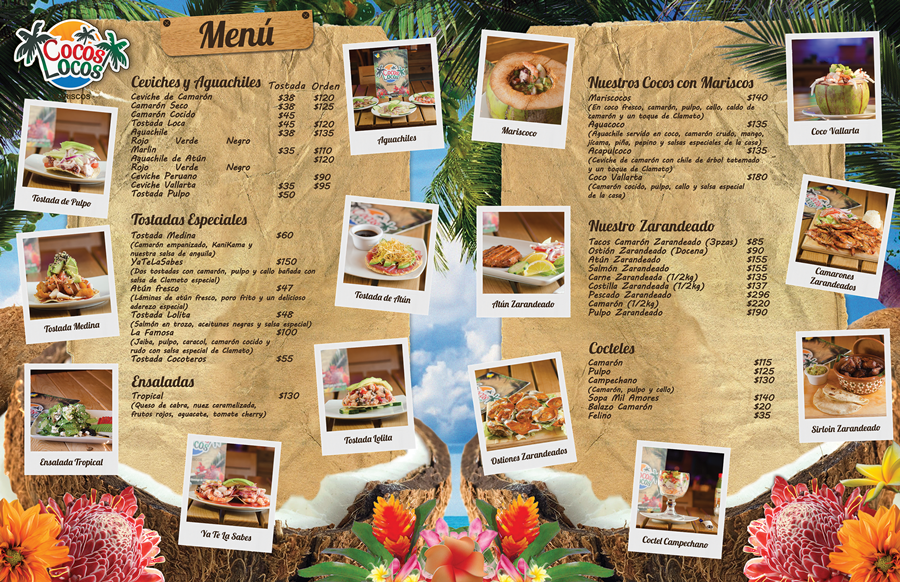 Cocos
Locos
RISCOS
Menú
Ceviches y Aguachiles Tostada Orden
Ceviche de Camarón $38 $120
Camarón Seco $38 $125
Camarón Cocido $45
Tostada Loca $45 $120
Aguachile $38 $135
Rojo Verde Negro
Marlin $35 $110
Aguachile de Atún $120
Rojo Verde Negro
Ceviche Peruano $90
Ceviche Vallarta $35 $95
Tostada Pulpo $50
Tostadas Especiales
Tostada Medina $60
(Camarón empanizado, KaniKama y
nuestra salsa de anguila)
YaTeLaSabes $150
(Dos tostadas con camarón, pulpo y callo bañada con
salsa de Clamato especial)
Atún Fresco $47
(Láminas de atún fresco, poro frito y un delicioso
aderezo especial)
Tostada Lolita $48
(Salmón en trozo, aceitunas negras y salsa especial)
La Famosa $100
(Jaiba, pulpo, caracol, camarón cocido y
rudo con salsa especial de Clamato)
Tostada Cocoteros $55
Ensaladas
Tropical $130
(Queso de cabra, nuez caramelizada,
frutos rojos, aguacate, tomate cherry)
Tostada de Pulpo
Tostada Medina
Ensalada Tropical
Ya Te La Sabes
Aguachiles
Tostada de Atún
Tostada Lolita
Mariscoco
Atún Zarandeado
Ostiones Zarandeados
Coctel Campechano
Nuestros Cocos con Mariscos
Mariscocos $140
(En coco fresco, camarón, pulpo, callo, caldo de
camarón y un toque de Clamato)
Aguacoco $135
(Aguachile servido en coco, camarón crudo, mango,
jícama, piña, pepino y salsas especiales de la casa)
Acapulcoco $135
(Ceviche de camarón con chile de árbol tatemado
y un toque de Clamato)
Coco Vallarta $180
(Camarón cocido, pulpo, callo y salsa especial
de la casa)
Nuestro Zarandeado
Tacos Camarón Zarandeado (3pzas) $85
Ostión Zarandeado (Docena) $90
Atún Zarandeado $155
Salmón Zarandeado $155
Carne Zarandeada (1/2kg) $135
Costilla Zarandeada (1/2kg) $137
Pescado Zarandeado $296
Camarón (1/2kg) $220
Pulpo Zarandeado $190
Cocteles
Camarón $115
Pulpo $125
Campechano $130
(Camarón, pulpo y callo)
Sopa Mil Amores $140
Balazo Camarón $20
Felino $35
Coco Vallarta
Camarones
Zarandeados
Sirloin Zarandeado